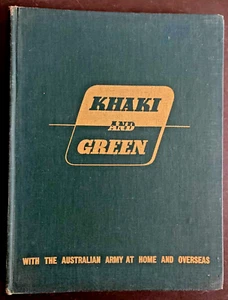 KHAKI
AND
GREEN
WITH THE AUSTRALIAN ARMY AT HOME AND OVERSEAS